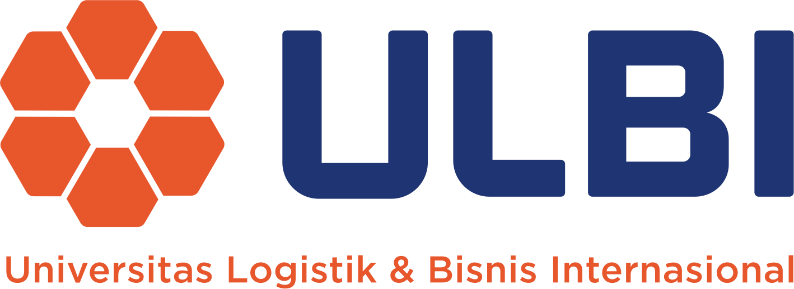 ULBI
Universitas Logistik & Bisnis Internasional